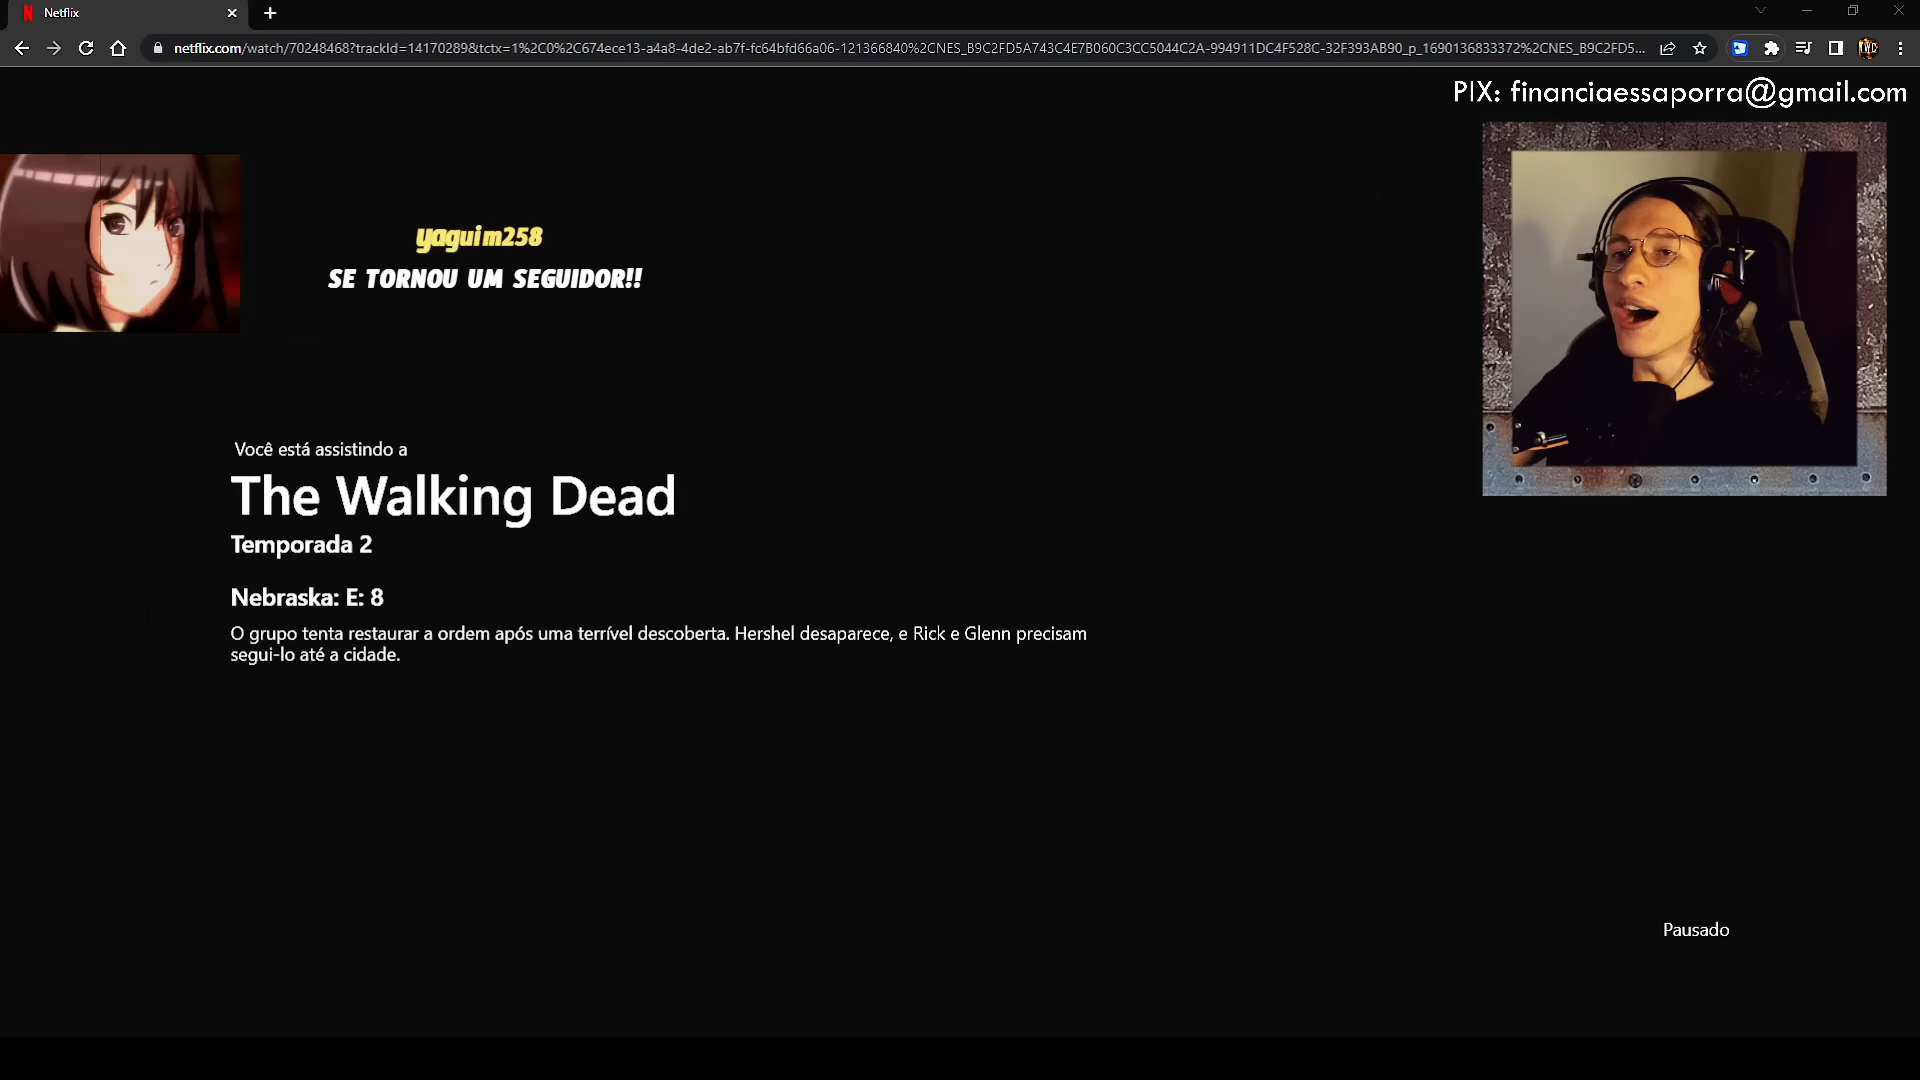 Netflix
netflix.com/watch/70248468?trackId=14170289&tctx=1%2C0%2C674ece13-a4a8-4de2-ab7f-fc64bfd66a06-121366840%2CNES_B9C2FD5A743C4E7B060C3CC5044C2A-994911DC4F528C-32F393AB90_p_1690136833372%2CNES_B9C2FD5...
PIX: financiaessaporra@gmail.com
yaguim258
SE TORNOU UM SEGUIDOR!!
Você está assistindo a
The Walking Dead
Temporada 2
Nebraska: E: 8
O grupo tenta restaurar a ordem após uma terrível descoberta. Hershel desaparece, e Rick e Glenn precisam
segui-lo até a cidade.
Pausado